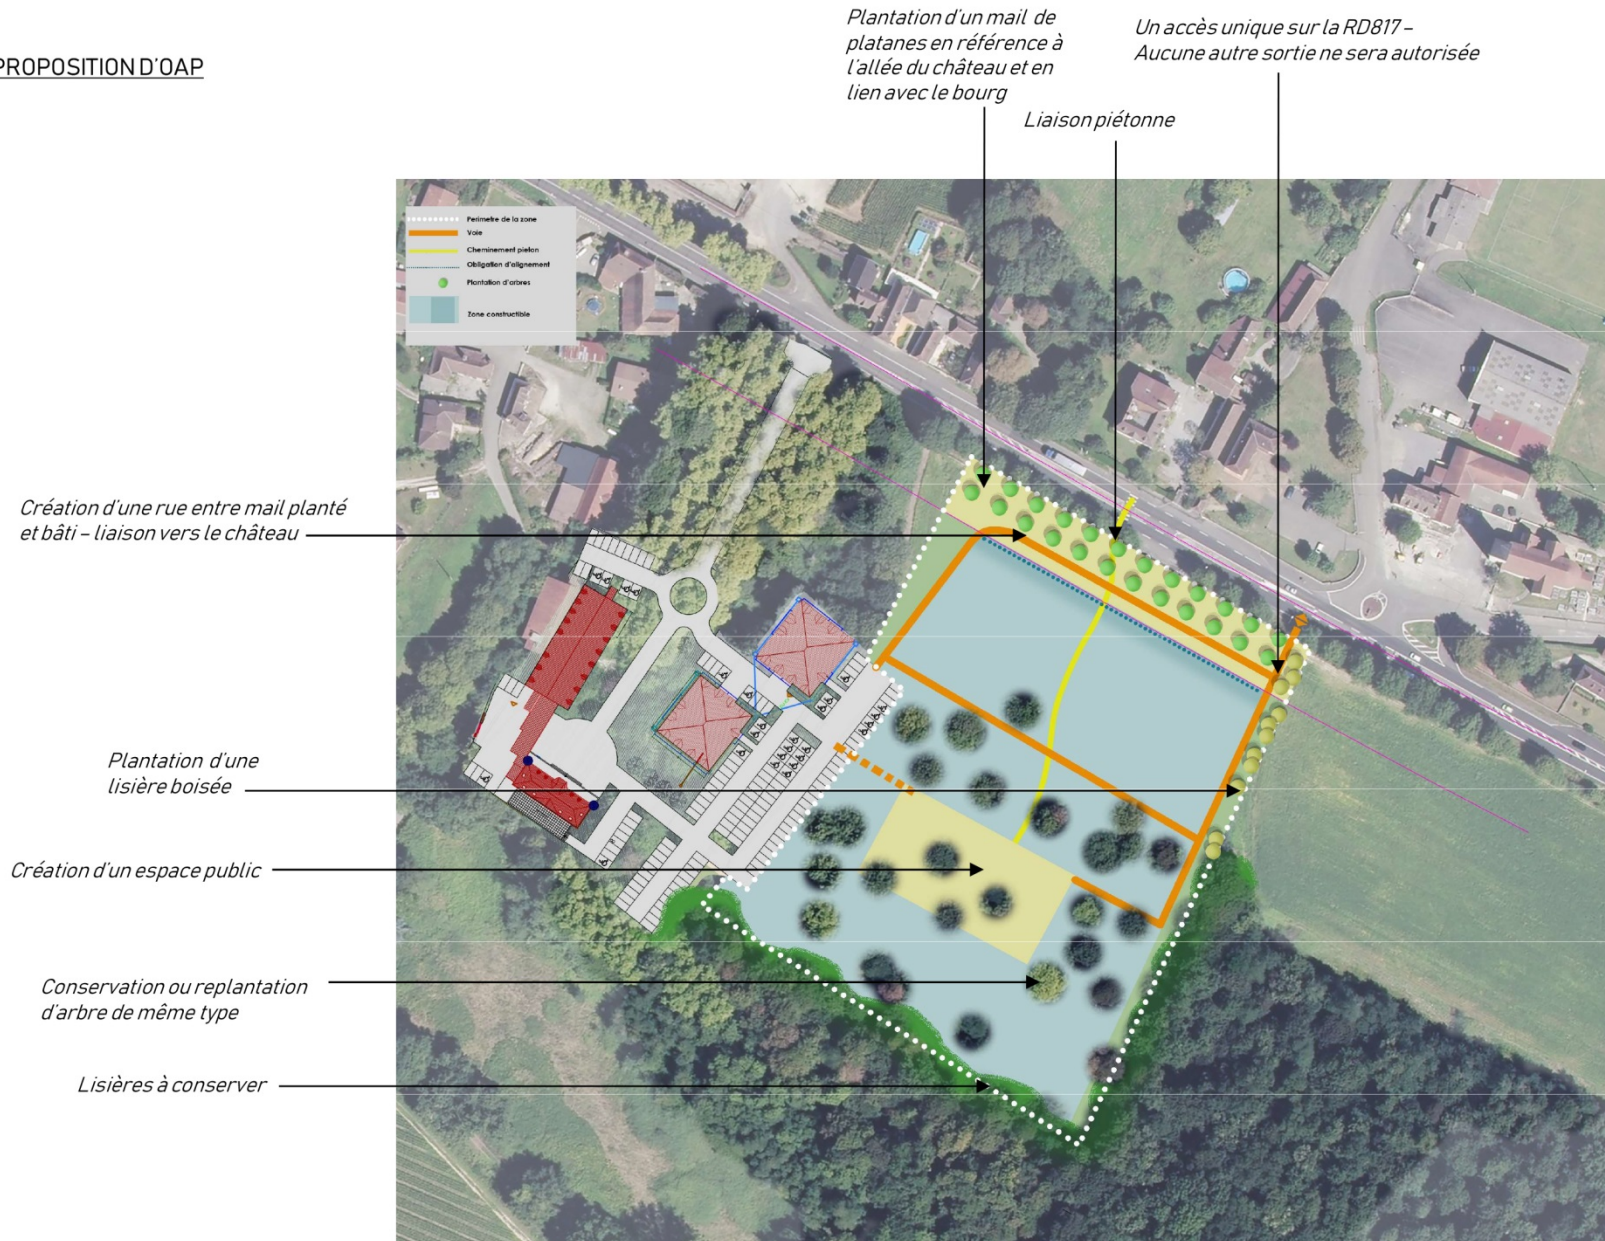 PROPOSITION D'OAP
Plantation d'un mail de
platanes en référence à
l'allée du château et en
lien avec le bourg
Un accès unique sur la RD817 –
Aucune autre sortie ne sera autorisée
Liaison piétonne
Perimetre de la zone
Voie
Cheminement pieton
Obligation d'alignement
Plantation d'arbres
Zone constructible
Création d'une rue entre mail planté
et bâti – liaison vers le château
Plantation d'une
lisière boisée
Création d'un espace public
Conservation ou replantation
d'arbre de même type
Lisières à conserver